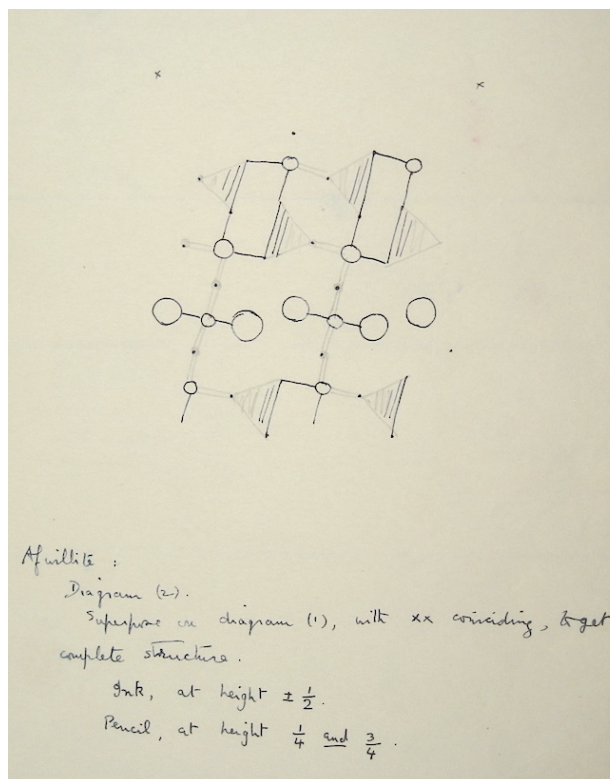 x x
Afwillite :
Diagram (2).
Superpose on diagram (1), with xx coinciding, to get
complete structure.
Ink, at height ± 1/2.
Pencil, at height 1/4 and 3/4.